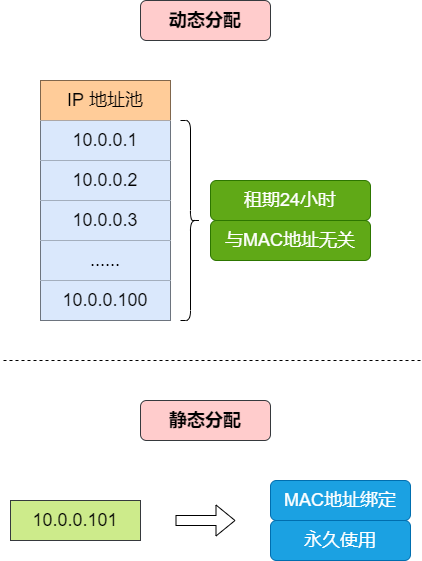 动态分配
IP 地址池
10.0.0.1
10.0.0.2
10.0.0.3
......
10.0.0.100
租期24小时
与MAC地址无关
静态分配
10.0.0.101
MAC地址绑定
永久使用